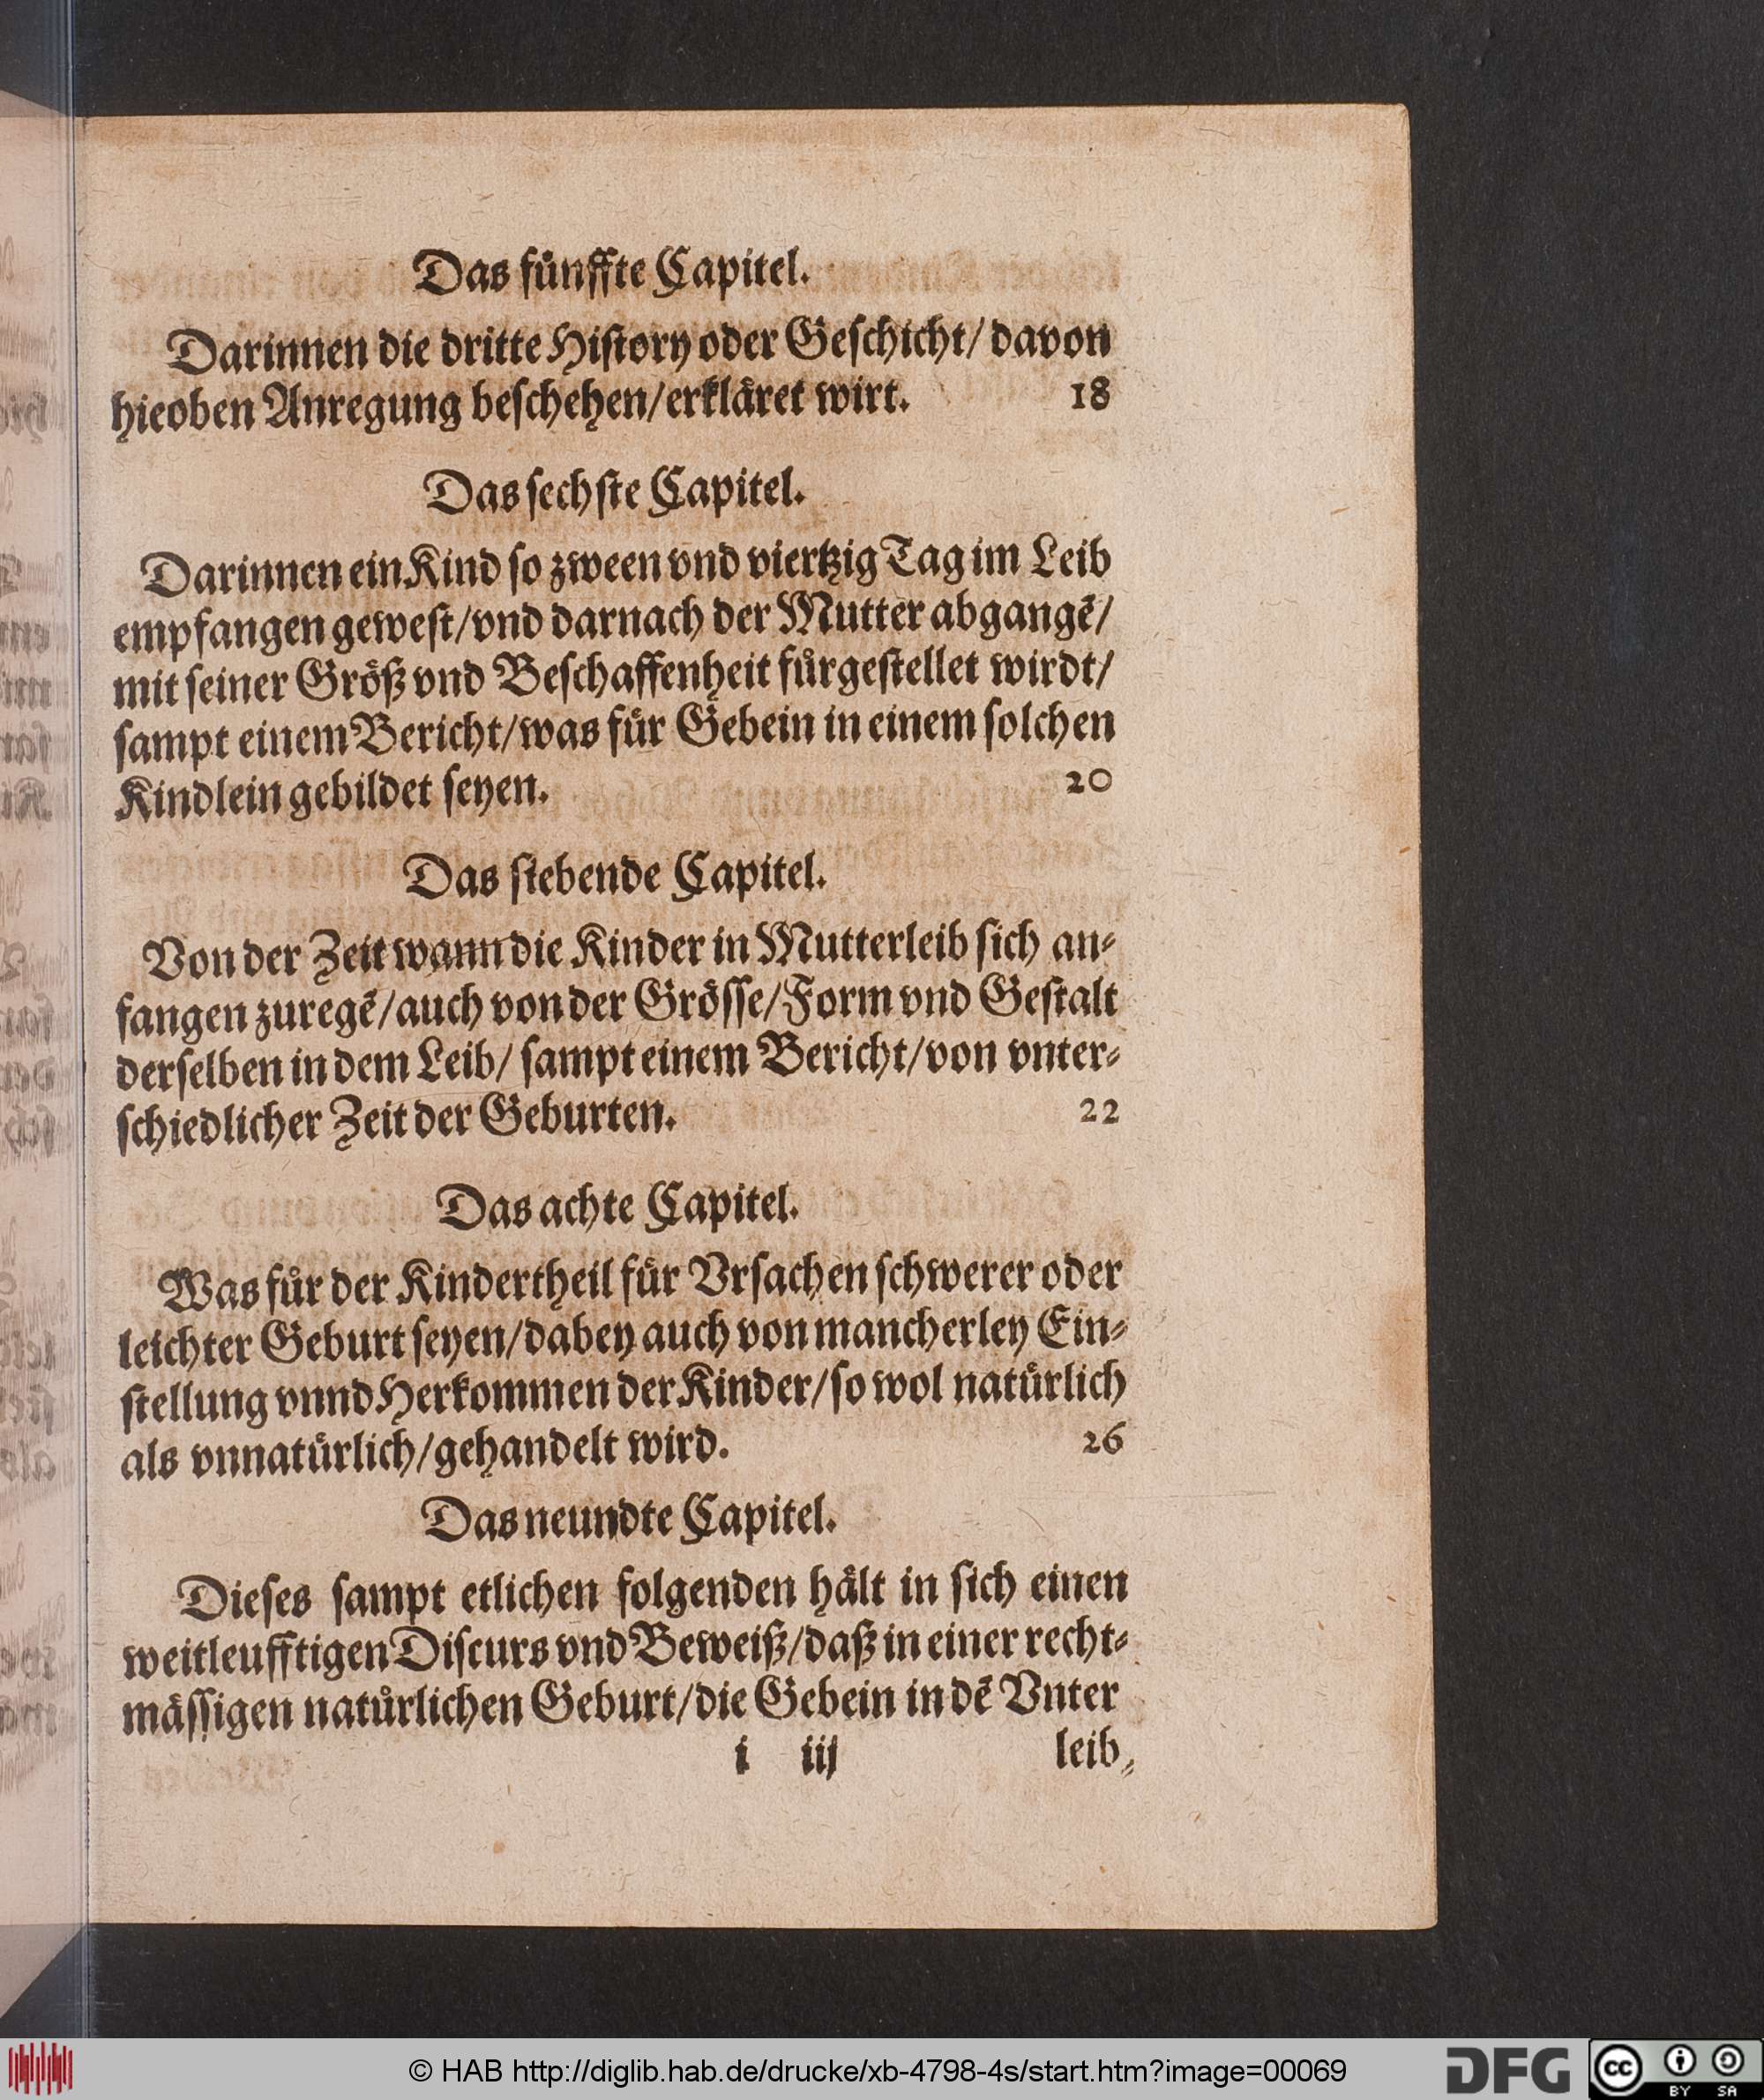 Das fünffte Capitel.
Darinnen die dritte History oder Geschicht/ davon
hieoben Anregung beschehen/erkläret wirt. 18
Das sechste Capitel.
Darinnen ein Kind so zween vnd viertzig Tag im Leib
empfangen gewest/vnd darnach der Mutter abgangē/
mit seiner Größ vnd Beschaffenheit fürgestellet wirdt/
sampt einem Bericht/was für Gebein in einem solchen
Kindlein gebildet seyen. 20
Das siebende Capitel.
Von der Zeit wann die Kinder in Mutterleib sich an-
fangen zuregē/auch von der Grösse/Form vnd Gestalt
derselben in dem Leib/ sampt einem Bericht/von vnter-
schiedlicher Zeit der Geburten. 22
Das achte Capitel.
Was für der Kindertheil für Vrsachen schwerer oder
leichter Geburt seyen/dabey auch von mancherley Ein-
stellung vnnd Herkommen der Kinder/so wol natürlich
als vnnatürlich/gehandelt wird. 26
Das neundte Capitel.
Dieses sampt etlichen folgenden hält in sich einen
weitleufftigen Discurs vnd Beweiß/daß in einer recht-
mässigen natürlichen Geburt/die Gebein in dē Vnter
i iij leib-
© HAB http://diglib.hab.de/drucke/xb-4798-4s/start.htm?image=00069
DFG
cc BY SA